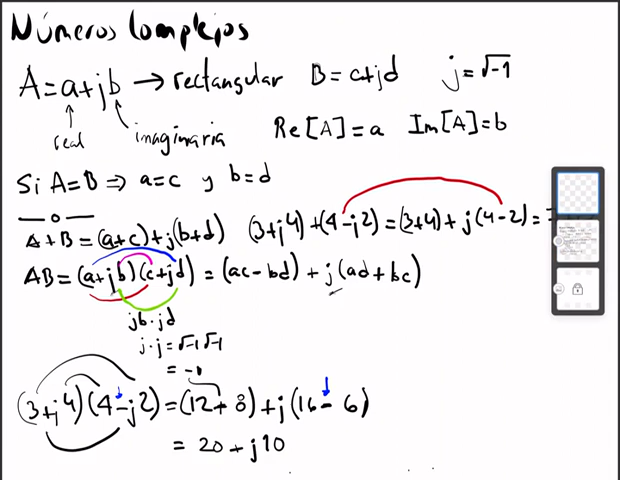 Números Complejos
A = a+jb → rectangular B = c+jd j = √-1
real imaginaria Re[A] = a Im[A] = b
Si A=B ⇒ a=c y b=d
A+B = (a+c)+j(b+d) (3+j4)+(4-j2) = (3+4)+j(4-2) =
AB = (a+jb)(c+jd) = (ac-bd)+j(ad+bc)
jb·jd
j·j = √-1 √-1
= -1
(3+j4)(4-j2) = (12+8)+j(16-6)
= 20+j10